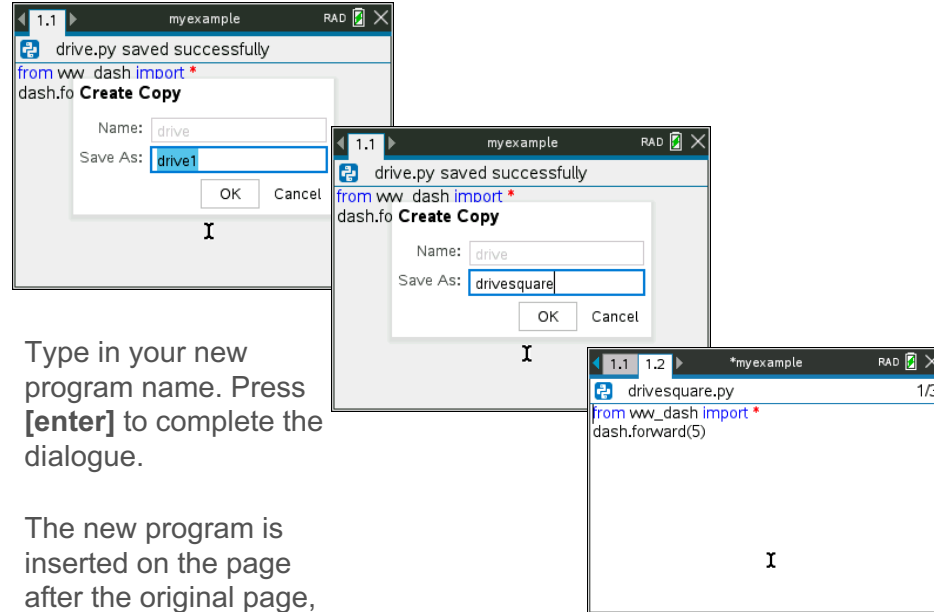 1.1 myexample RAD
drive.py saved successfully
from ww_dash import *
dash.fo Create Copy
Name: drive
Save As: drive1
OK Cancel
1.1 myexample RAD
drive.py saved successfully
from ww_dash import *
dash.fo Create Copy
Name: drive
Save As: drivesquare
OK Cancel
Type in your new
program name. Press
[enter] to complete the
dialogue.
The new program is
inserted on the page
after the original page,
1.1 1.2 *myexample RAD
drivesquare.py 1/3
from ww_dash import *
dash.forward(5)